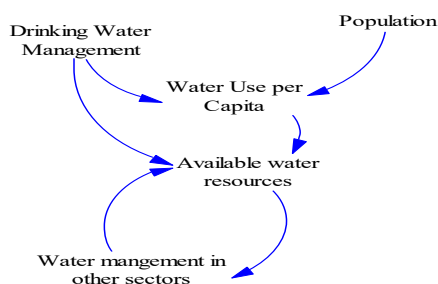 Drinking Water
Management
Population
Water Use per
Capita
Available water
resources
Water mangement in
other sectors